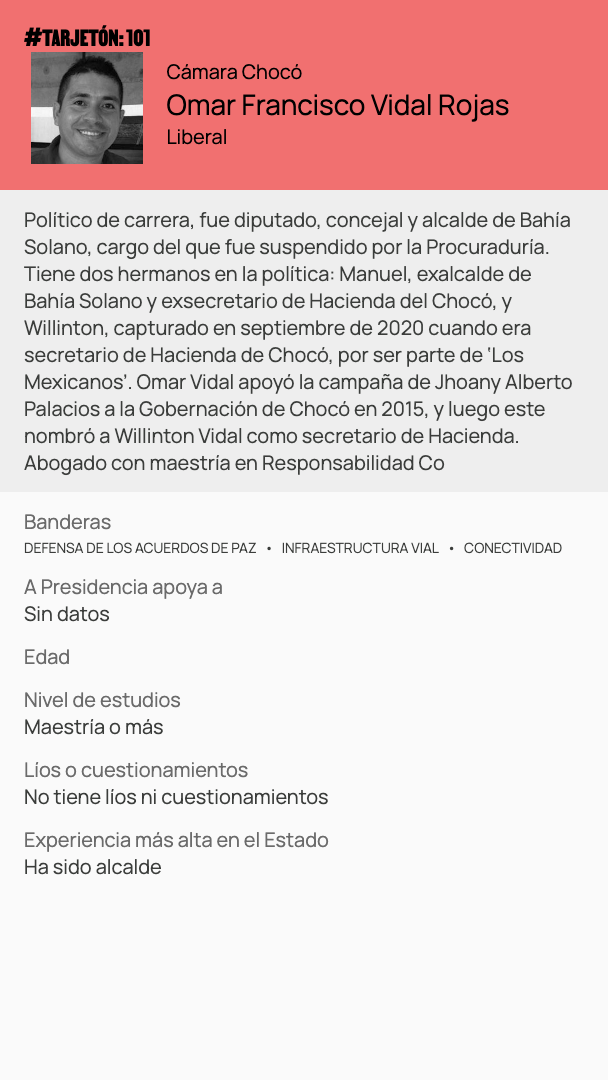 #TARJETÓN: 101
Cámara Chocó
Omar Francisco Vidal Rojas
Liberal
Político de carrera, fue diputado, concejal y alcalde de Bahía
Solano, cargo del que fue suspendido por la Procuraduría.
Tiene dos hermanos en la política: Manuel, exalcalde de
Bahía Solano y exsecretario de Hacienda del Chocó, y
Willinton, capturado en septiembre de 2020 cuando era
secretario de Hacienda de Chocó, por ser parte de ‘Los
Mexicanos’. Omar Vidal apoyó la campaña de Jhoany Alberto
Palacios a la Gobernación de Chocó en 2015, y luego este
nombró a Willinton Vidal como secretario de Hacienda.
Abogado con maestría en Responsabilidad Co
Banderas
DEFENSA DE LOS ACUERDOS DE PAZ • INFRAESTRUCTURA VIAL • CONECTIVIDAD
A Presidencia apoya a
Sin datos
Edad
Nivel de estudios
Maestría o más
Líos o cuestionamientos
No tiene líos ni cuestionamientos
Experiencia más alta en el Estado
Ha sido alcalde